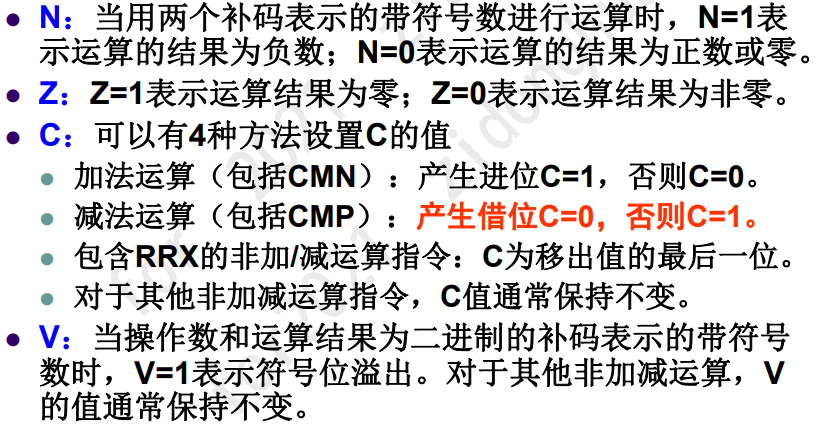 N：当用两个补码表示的带符号数进行运算时，N=1表
示运算的结果为负数；N=0表示运算的结果为正数或零。
Z：Z=1表示运算结果为零；Z=0表示运算结果为非零。
C：可以有4种方法设置C的值
加法运算（包括CMN）：产生进位C=1，否则C=0。
减法运算（包括CMP）：产生借位C=0，否则C=1。
包含RRX的非加/减运算指令：C为移出值的最后一位。
对于其他非加减运算指令，C值通常保持不变。
V：当操作数和运算结果为二进制的补码表示的带符号
数时，V=1表示符号位溢出。对于其他非加减运算，V
的值通常保持不变。